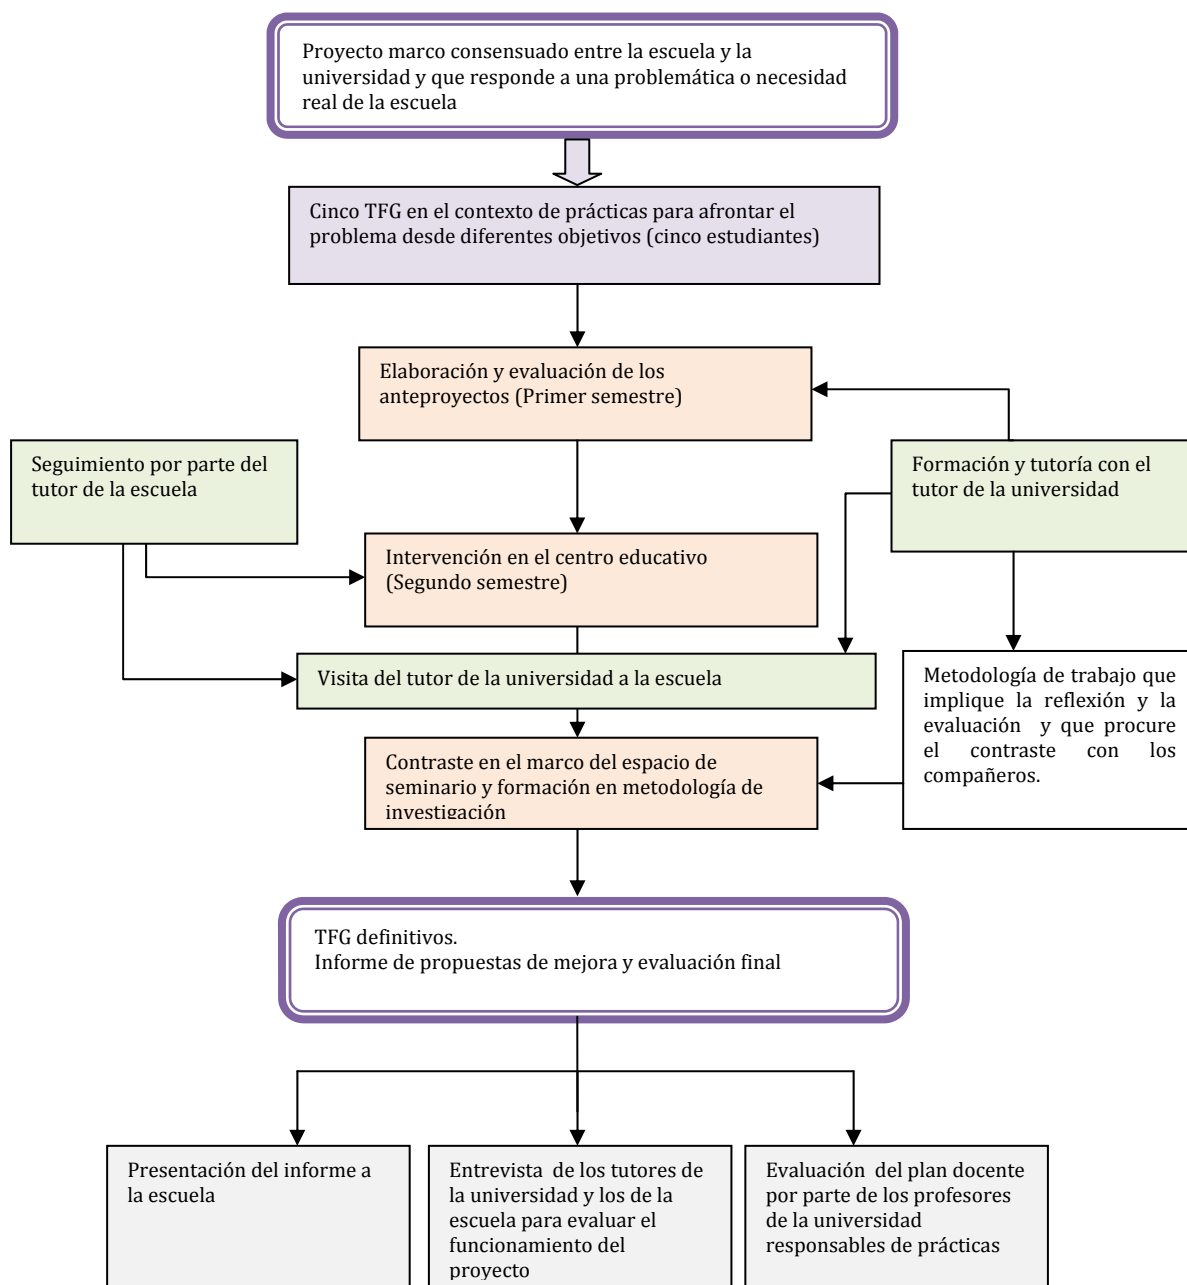 Proyecto marco consensuado entre la escuela y la
universidad y que responde a una problemática o necesidad
real de la escuela
Cinco TFG en el contexto de prácticas para afrontar el
problema desde diferentes objetivos (cinco estudiantes)
Elaboración y evaluación de los
anteproyectos (Primer semestre)
Seguimiento por parte del
tutor de la escuela
Formación y tutoría con el
tutor de la universidad
Intervención en el centro educativo
(Segundo semestre)
Visita del tutor de la universidad a la escuela
Metodología de trabajo que
implique la reflexión y la
evaluación y que procure
el contraste con los
compañeros.
Contraste en el marco del espacio de
seminario y formación en metodología de
investigación
TFG definitivos.
Informe de propuestas de mejora y evaluación final
Presentación del informe a
la escuela
Entrevista de los tutores de
la universidad y los de la
escuela para evaluar el
funcionamiento del
proyecto
Evaluación del plan docente
por parte de los profesores
de la universidad
responsables de prácticas